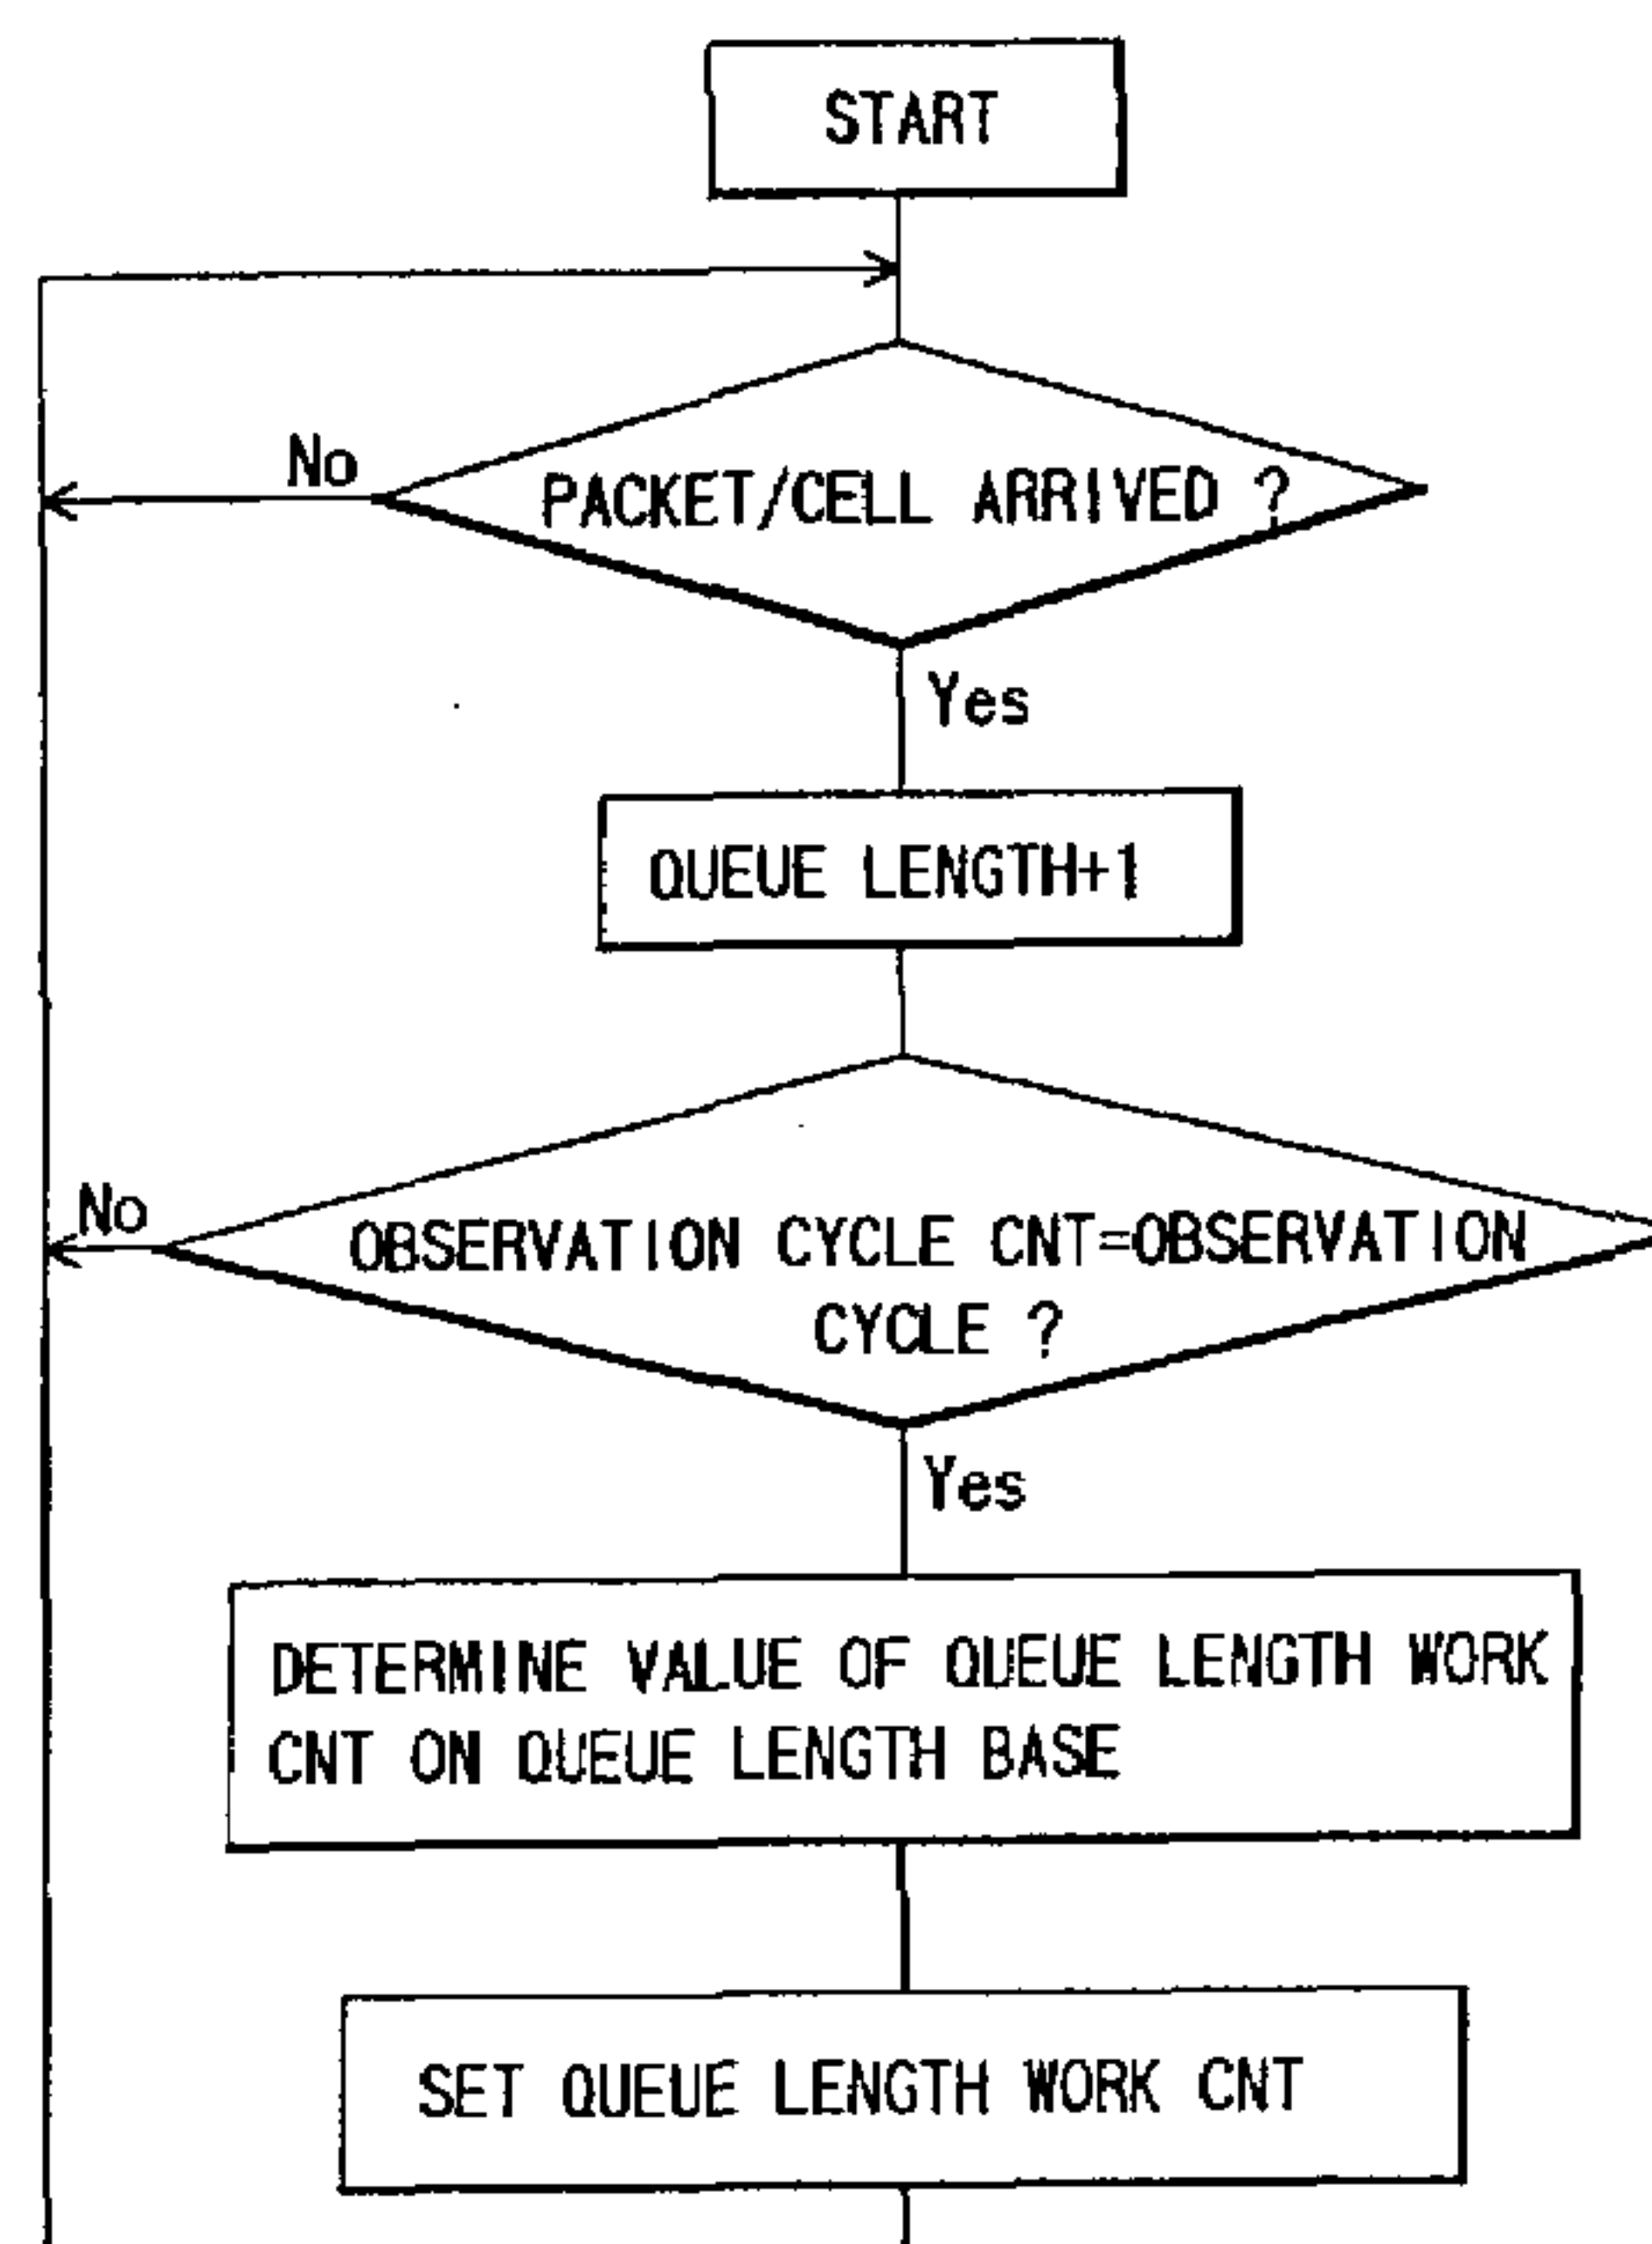 START
No
PACKET/CELL ARRIVED ?
Yes
QUEUE LENGTH+1
No
OBSERVATION CYCLE CNT=OBSERVATION
CYCLE ?
Yes
DETERMINE VALUE OF QUEUE LENGTH WORK
CNT ON QUEUE LENGTH BASE
SET QUEUE LENGTH WORK CNT